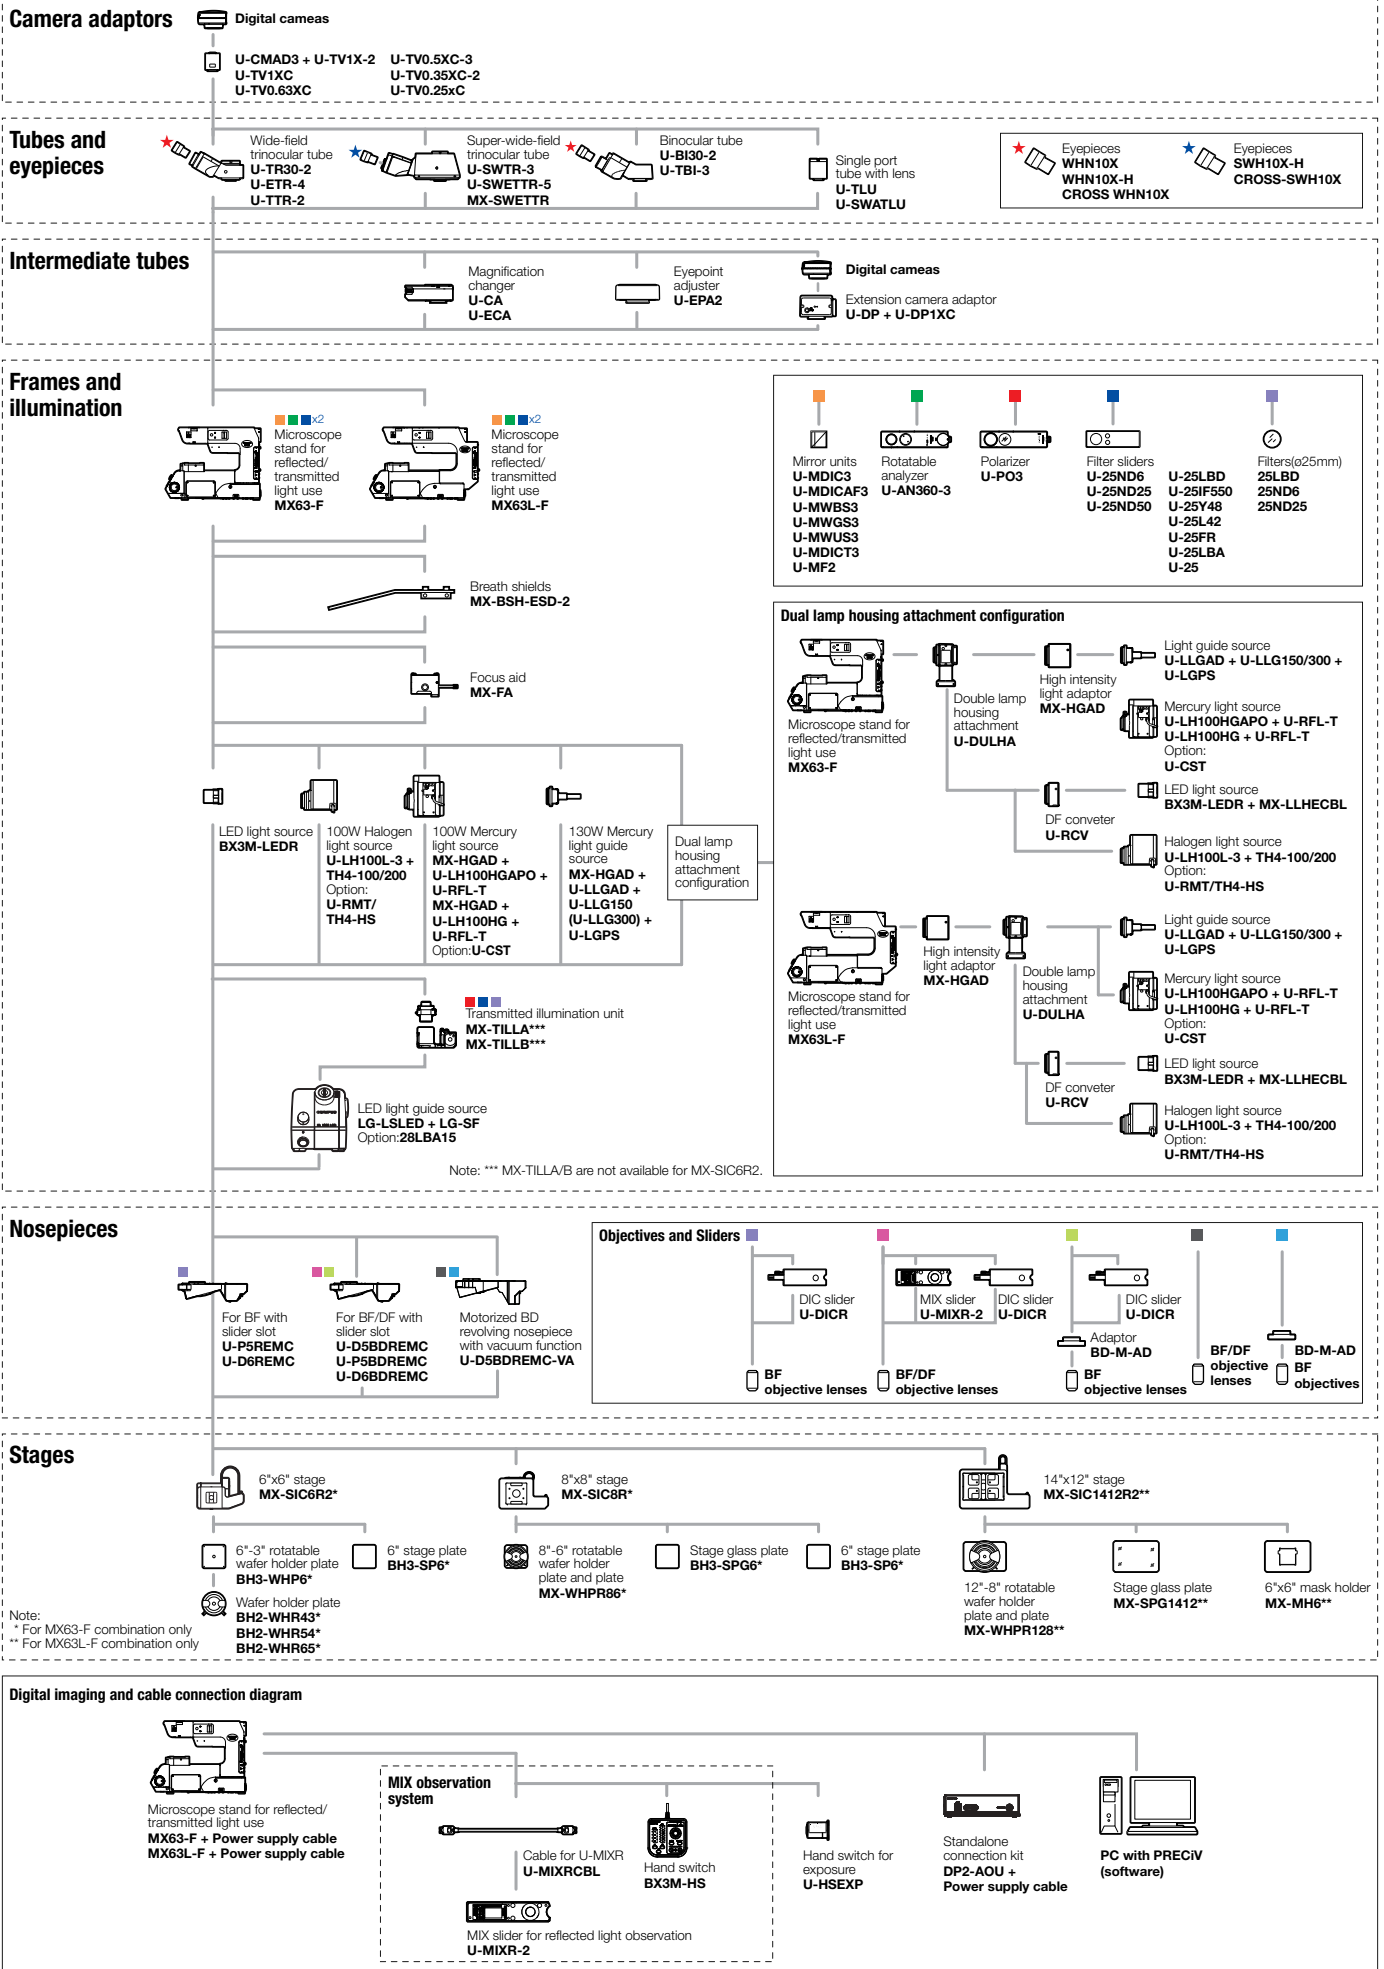 Camera adaptors
Digital cameas
U-CMAD3 + U-TV1X-2
U-TV1XC
U-TV0.63XC
U-TV0.5XC-3
U-TV0.35XC-2
U-TV0.25xC
Tubes and
eyepieces
Wide-field
trinocular tube
U-TR30-2
U-ETR-4
U-TTR-2
Super-wide-field
trinocular tube
U-SWTR-3
U-SWETTR-5
MX-SWETTR
Binocular tube
U-BI30-2
U-TBI-3
Single port
tube with lens
U-TLU
U-SWATLU
Eyepieces
WHN10X
WHN10X-H
CROSS WHN10X
Eyepieces
SWH10X-H
CROSS-SWH10X
Intermediate tubes
Magnification
changer
U-CA
U-ECA
Eyepoint
adjuster
U-EPA2
Digital cameas
Extension camera adaptor
U-DP + U-DP1XC
Frames and
illumination
x2
Microscope
stand for
reflected/
transmitted
light use
MX63-F
x2
Microscope
stand for
reflected/
transmitted
light use
MX63L-F
Mirror units
U-MDIC3
U-MDICAF3
U-MWBS3
U-MWGS3
U-MWUS3
U-MDICT3
U-MF2
Rotatable
analyzer
U-AN360-3
Polarizer
U-PO3
Filter sliders
U-25ND6
U-25ND25
U-25ND50
U-25LBD
U-25IF550
U-25Y48
U-25L42
U-25FR
U-25LBA
U-25
Filters(ø25mm)
25LBD
25ND6
25ND25
Breath shields
MX-BSH-ESD-2
Focus aid
MX-FA
LED light source
BX3M-LEDR
100W Halogen
light source
U-LH100L-3 +
TH4-100/200
Option:
U-RMT/
TH4-HS
100W Mercury
light source
MX-HGAD +
U-LH100HGAPO +
U-RFL-T
MX-HGAD +
U-LH100HG +
U-RFL-T
Option:U-CST
130W Mercury
light guide
source
MX-HGAD +
U-LLGAD +
U-LLG150
(U-LLG300) +
U-LGPS
Dual lamp
housing
attachment
configuration
Dual lamp housing attachment configuration
Microscope stand for
reflected/transmitted
light use
MX63-F
Double lamp
housing
attachment
U-DULHA
High intensity
light adaptor
MX-HGAD
Light guide source
U-LLGAD + U-LLG150/300 +
U-LGPS
Mercury light source
U-LH100HGAPO + U-RFL-T
U-LH100HG + U-RFL-T
Option:
U-CST
DF conveter
U-RCV
LED light source
BX3M-LEDR + MX-LLHECBL
Halogen light source
U-LH100L-3 + TH4-100/200
Option:
U-RMT/TH4-HS
Microscope stand for
reflected/transmitted
light use
MX63L-F
High intensity
light adaptor
MX-HGAD
Double lamp
housing
attachment
U-DULHA
Light guide source
U-LLGAD + U-LLG150/300 +
U-LGPS
Mercury light source
U-LH100HGAPO + U-RFL-T
U-LH100HG + U-RFL-T
Option:
U-CST
DF conveter
U-RCV
LED light source
BX3M-LEDR + MX-LLHECBL
Halogen light source
U-LH100L-3 + TH4-100/200
Option:
U-RMT/TH4-HS
Transmitted illumination unit
MX-TILLA***
MX-TILLB***
LED light guide source
LG-LSLED + LG-SF
Option:28LBA15
Note: *** MX-TILLA/B are not available for MX-SIC6R2.
Nosepieces
For BF with
slider slot
U-P5REMC
U-D6REMC
For BF/DF with
slider slot
U-D5BDREMC
U-P5BDREMC
U-D6BDREMC
Motorized BD
revolving nosepiece
with vacuum function
U-D5BDREMC-VA
Objectives and Sliders
DIC slider
U-DICR
BF
objective lenses
MIX slider
U-MIXR-2
DIC slider
U-DICR
BF/DF
objective lenses
DIC slider
U-DICR
Adaptor
BD-M-AD
BF
objective lenses
BF/DF
objective
lenses
BD-M-AD
BF
objectives
Stages
6"x6" stage
MX-SIC6R2*
8"x8" stage
MX-SIC8R*
14"x12" stage
MX-SIC1412R2**
6"-3" rotatable
wafer holder plate
BH3-WHP6*
6" stage plate
BH3-SP6*
8"-6" rotatable
wafer holder
plate and plate
MX-WHPR86*
Stage glass plate
BH3-SPG6*
6" stage plate
BH3-SP6*
12"-8" rotatable
wafer holder
plate and plate
MX-WHPR128**
Stage glass plate
MX-SPG1412**
6"x6" mask holder
MX-MH6**
Wafer holder plate
BH2-WHR43*
BH2-WHR54*
BH2-WHR65*
Note:
* For MX63-F combination only
** For MX63L-F combination only
Digital imaging and cable connection diagram
Microscope stand for reflected/
transmitted light use
MX63-F + Power supply cable
MX63L-F + Power supply cable
MIX observation
system
Cable for U-MIXR
U-MIXRCBL
MIX slider for reflected light observation
U-MIXR-2
Hand switch
BX3M-HS
Hand switch for
exposure
U-HSEXP
Standalone
connection kit
DP2-AOU +
Power supply cable
PC with PRECiV
(software)